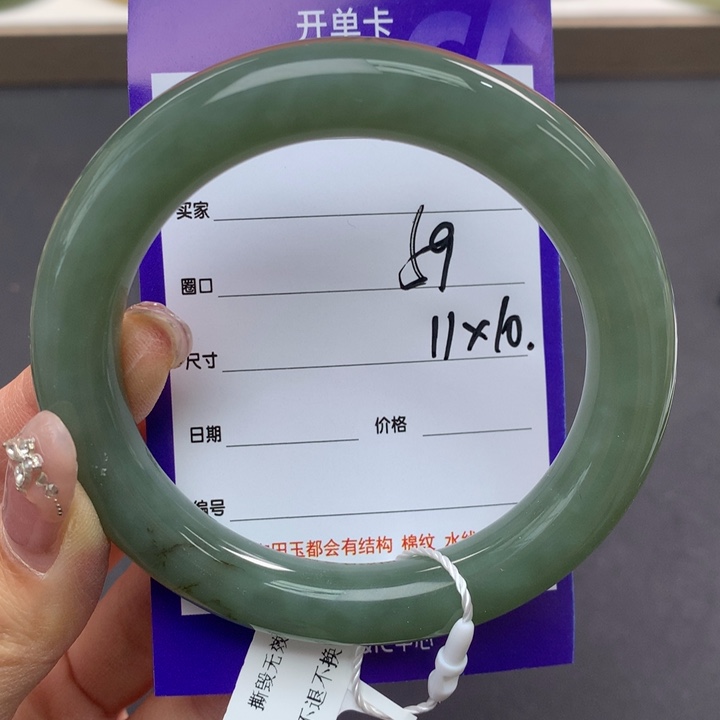 开单卡
买家
圈口 59
尺寸 11×10.
日期 价格
编号
田玉都会有结构 棉纹 水线
撕毁无效
不退不换